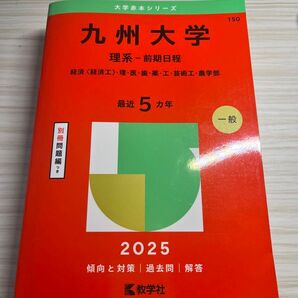 大学赤本シリーズ
150
九州大学
理系－前期日程
経済〈経済工〉・理・医・歯・薬・工・芸術工・農学部
最近5カ年
一般
別冊問題編つき
2025
傾向と対策｜過去問｜解答
教学社